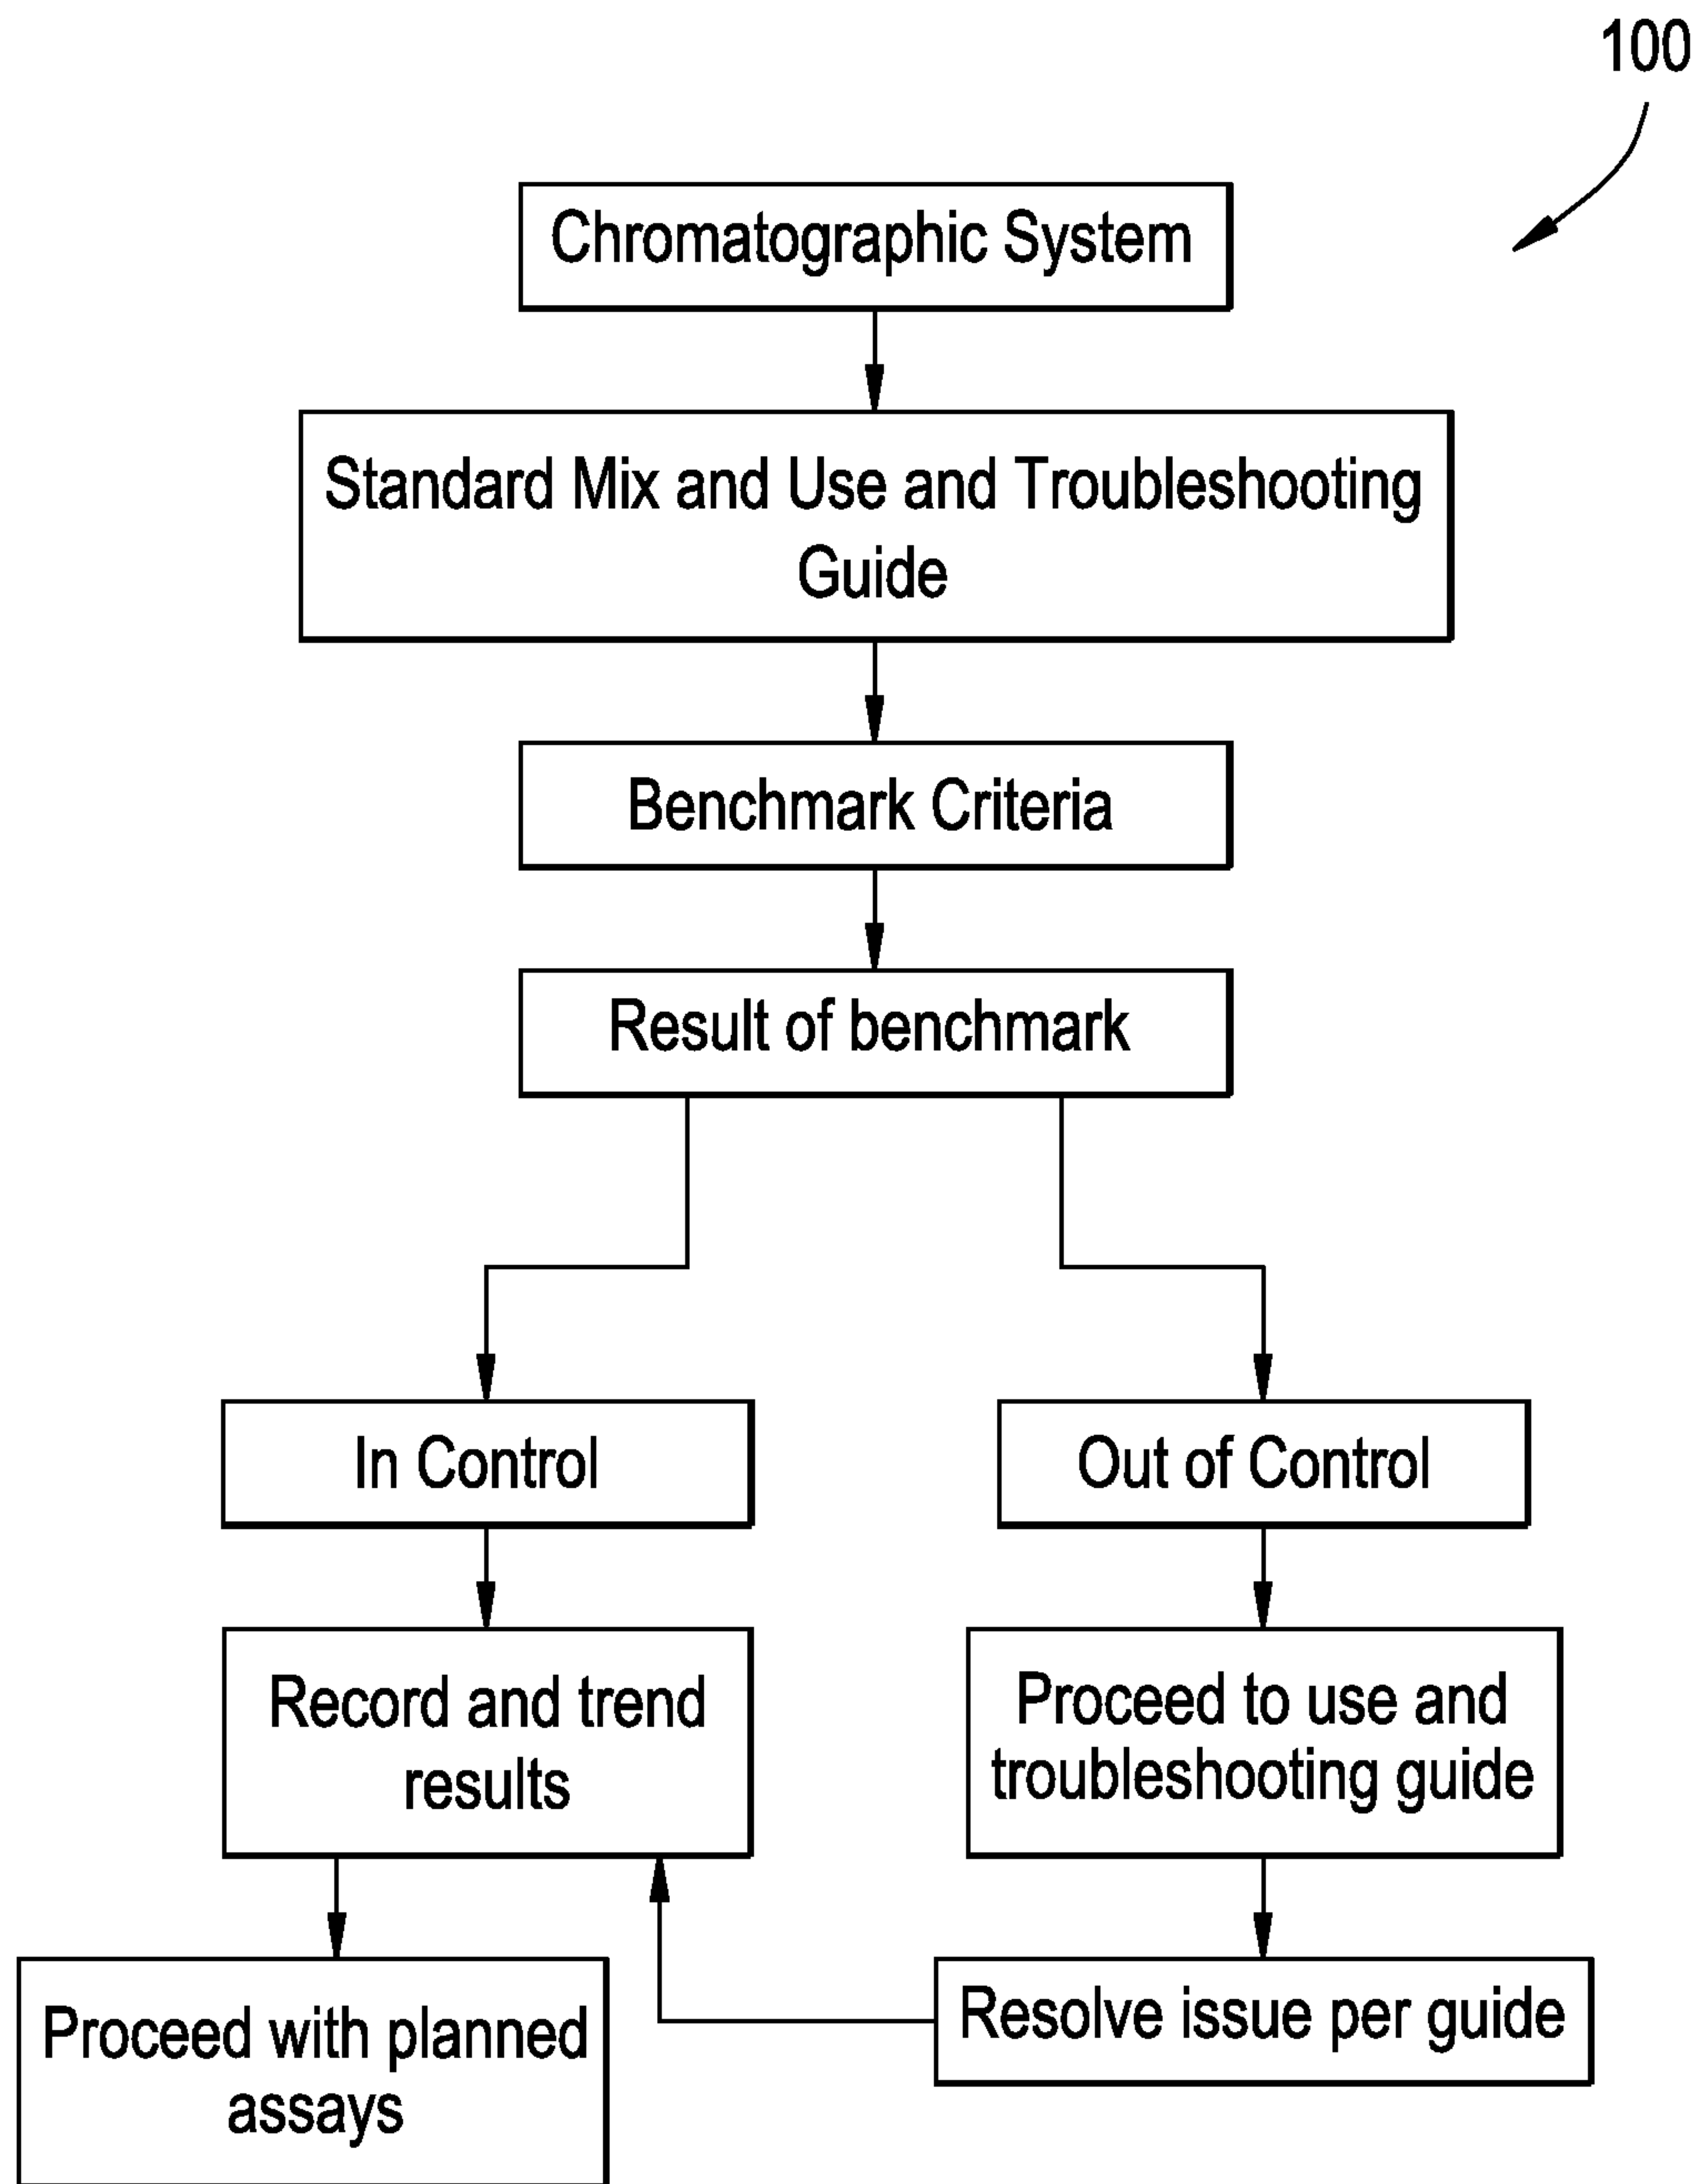 100
Chromatographic System
Standard Mix and Use and Troubleshooting
Guide
Benchmark Criteria
Result of benchmark
In Control
Out of Control
Record and trend
results
Proceed to use and
troubleshooting guide
Proceed with planned
assays
Resolve issue per guide